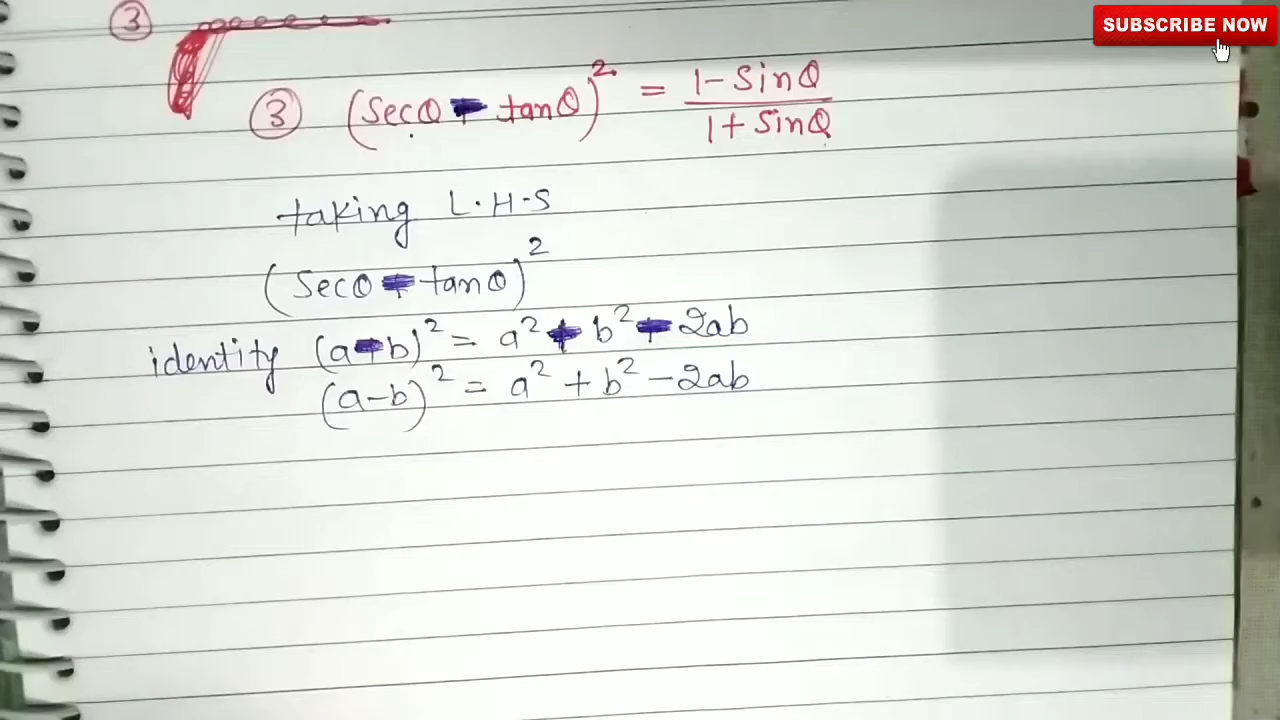 SUBSCRIBE NOW
③
③ (Secθ - tanθ)² = 1 - Sinθ / 1 + Sinθ
taking L.H.S
(Secθ - tanθ)²
identity (a-b)² = a² + b² - 2ab
(a-b)² = a² + b² - 2ab